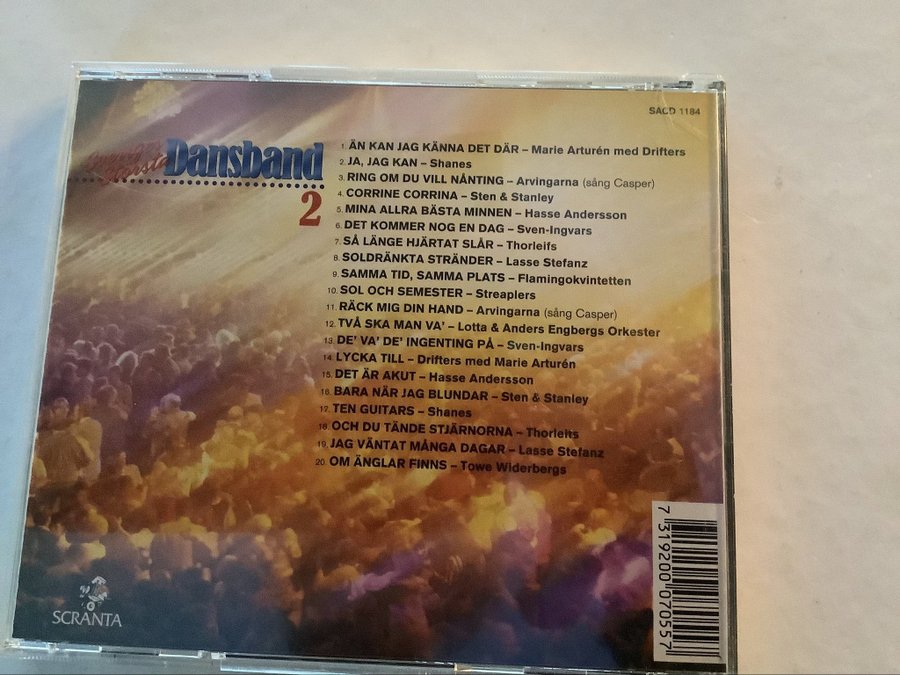 SACD 1184
Största
Dansband
2
1. ÄN KAN JAG KÄNNA DET DÄR – Marie Arturén med Drifters
2. JA, JAG KAN – Shanes
3. RING OM DU VILL NÅNTING – Arvingarna (sång Casper)
4. CORRINE CORRINA – Sten & Stanley
5. MINA ALLRA BÄSTA MINNEN – Hasse Andersson
6. DET KOMMER NOG EN DAG – Sven-Ingvars
7. SÅ LÄNGE HJÄRTAT SLÅR – Thorleifs
8. SOLDRÄNKTA STRÄNDER – Lasse Stefanz
9. SAMMA TID, SAMMA PLATS – Flamingokvintetten
10. SOL OCH SEMESTER – Streaplers
11. RÄCK MIG DIN HAND – Arvingarna (sång Casper)
12. TVÅ SKA MAN VA' – Lotta & Anders Engbergs Orkester
13. DE' VA' DE' INGENTING PÅ – Sven-Ingvars
14. LYCKA TILL – Drifters med Marie Arturén
15. DET ÄR AKUT – Hasse Andersson
16. BARA NÄR JAG BLUNDAR – Sten & Stanley
17. TEN GUITARS – Shanes
18. OCH DU TÄNDE STJÄRNORNA – Thorleifs
19. JAG VÄNTAT MÅNGA DAGAR – Lasse Stefanz
20. OM ÄNGLAR FINNS – Towe Widerbergs
7 319200 070557
SCRANTA